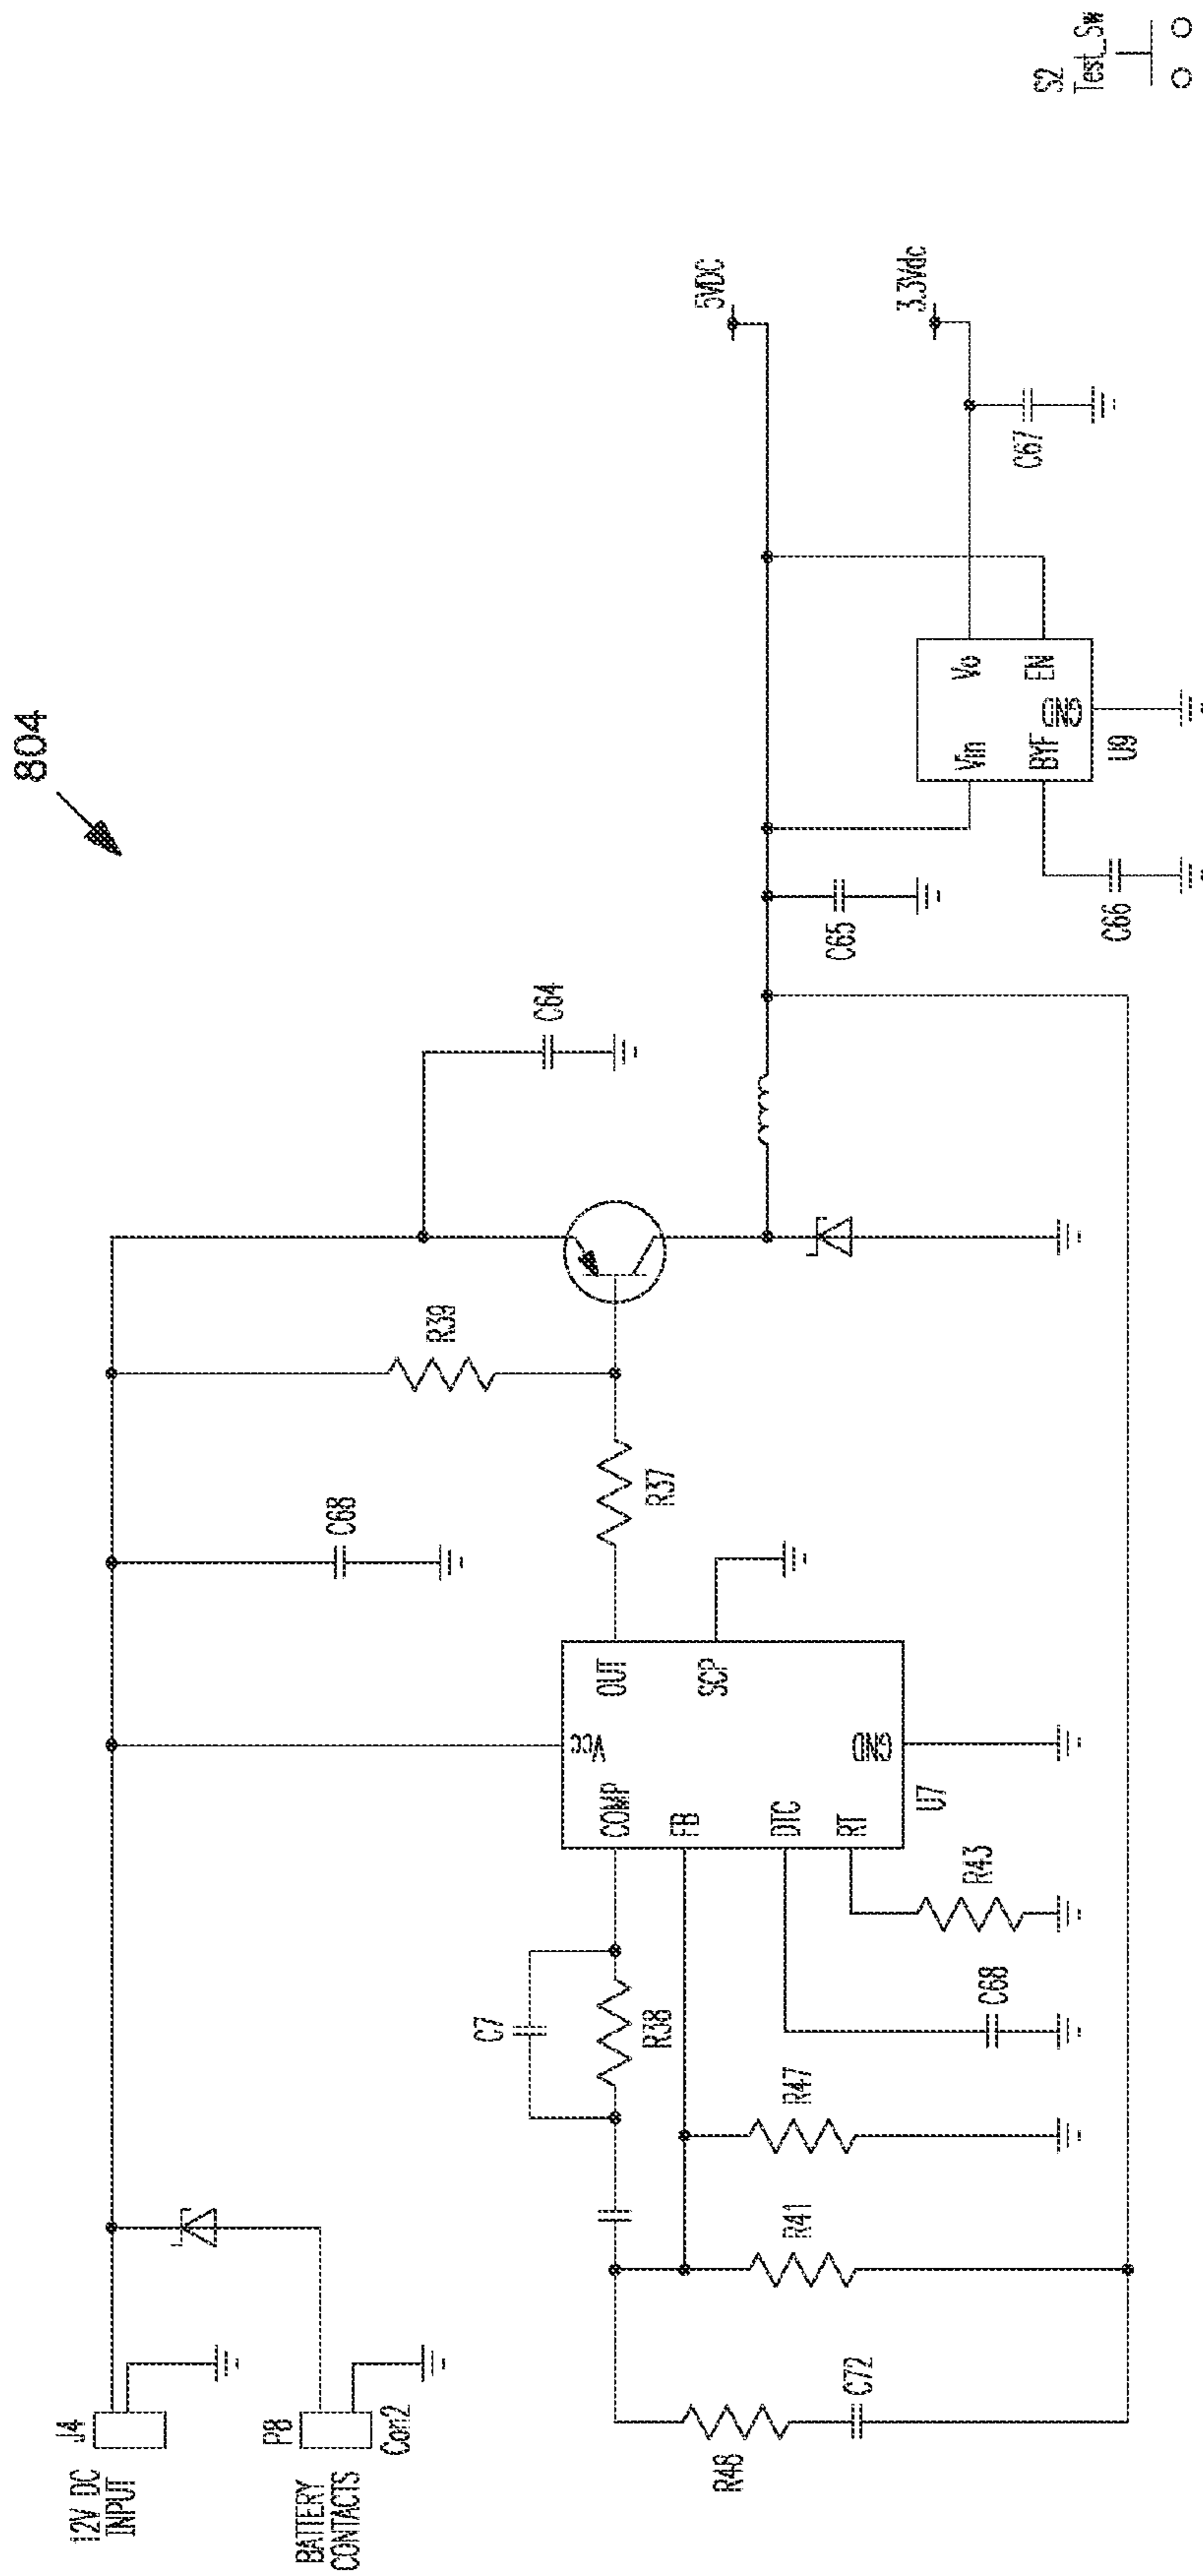 804
J4
12V DC
INPUT
P8
BATTERY
CONTACTS
Con2
C68
R39
C64
C7
R38
COMP
Vcc
OUT
FB
SCP
DTC
RT
GND
U7
R37
R48
C72
R41
R47
C68
R43
C65
5VDC
3.3Vdc
Vin
Vo
BYF
GND
EN
U9
C66
C67
S2
Test_Sw